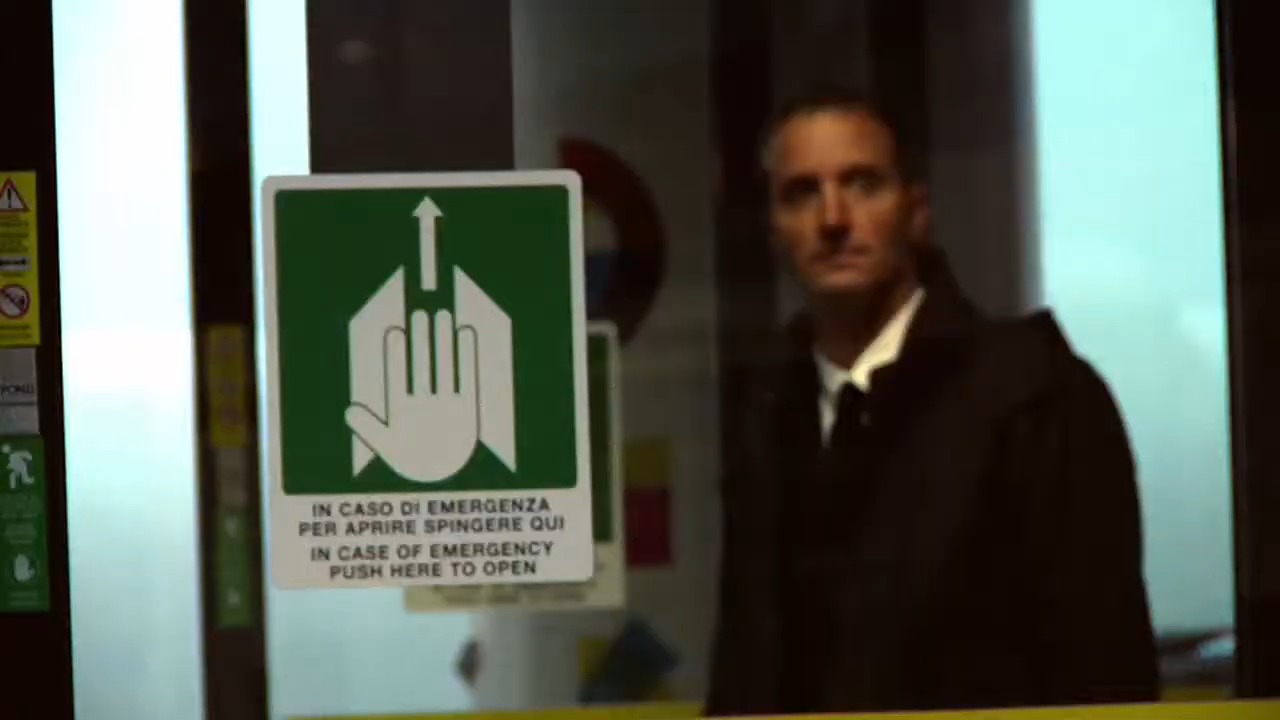 IN CASO DI EMERGENZA
PER APRIRE SPINGERE QUI
IN CASE OF EMERGENCY
PUSH HERE TO OPEN